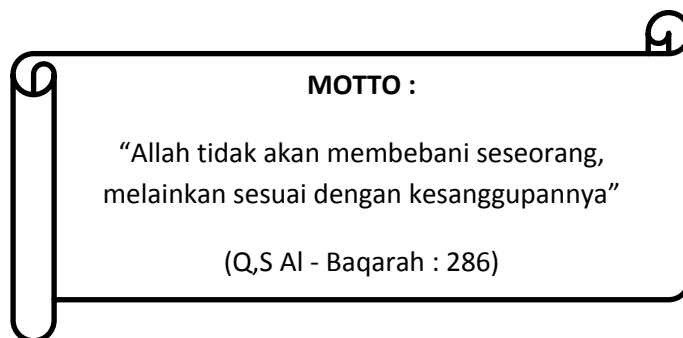 MOTTO :
“Allah tidak akan membebani seseorang,
melainkan sesuai dengan kesanggupannya”
(Q,S Al - Baqarah : 286)